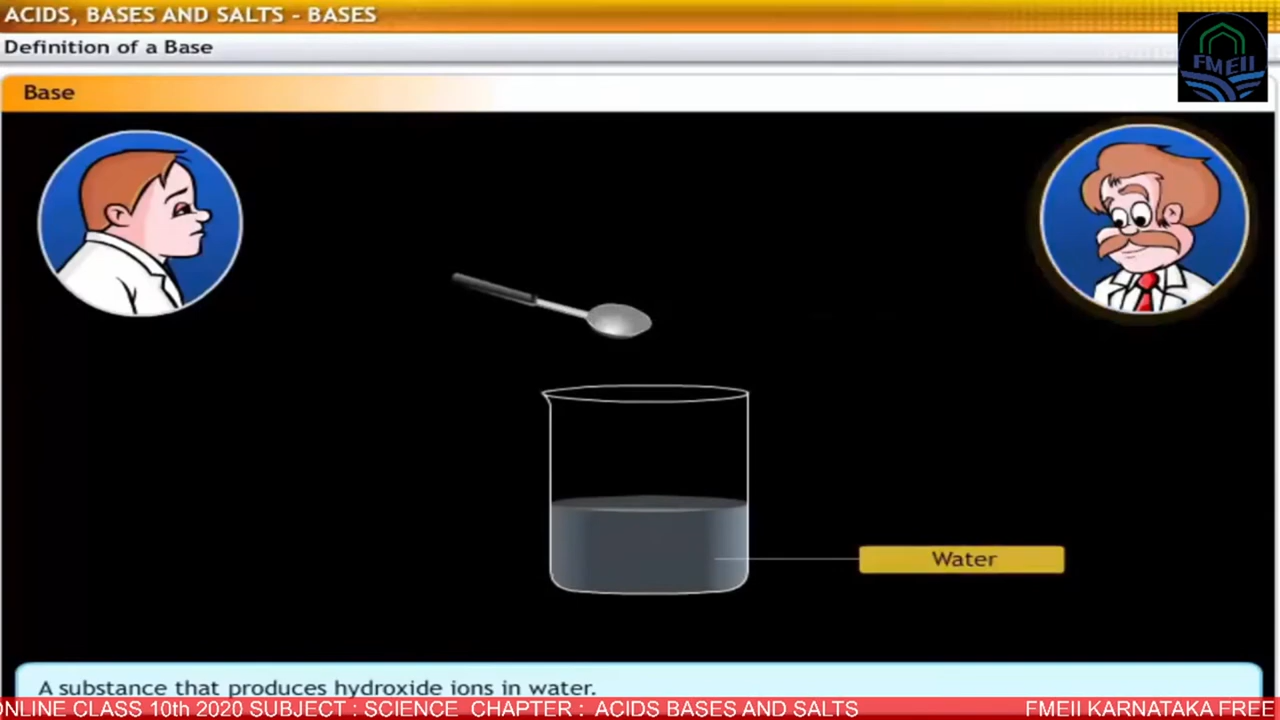 ACIDS, BASES AND SALTS - BASES
Definition of a Base
FMEII
Base
Water
A substance that produces hydroxide ions in water.
ONLINE CLASS 10th 2020 SUBJECT : SCIENCE CHAPTER : ACIDS BASES AND SALTS FMEII KARNATAKA FREE